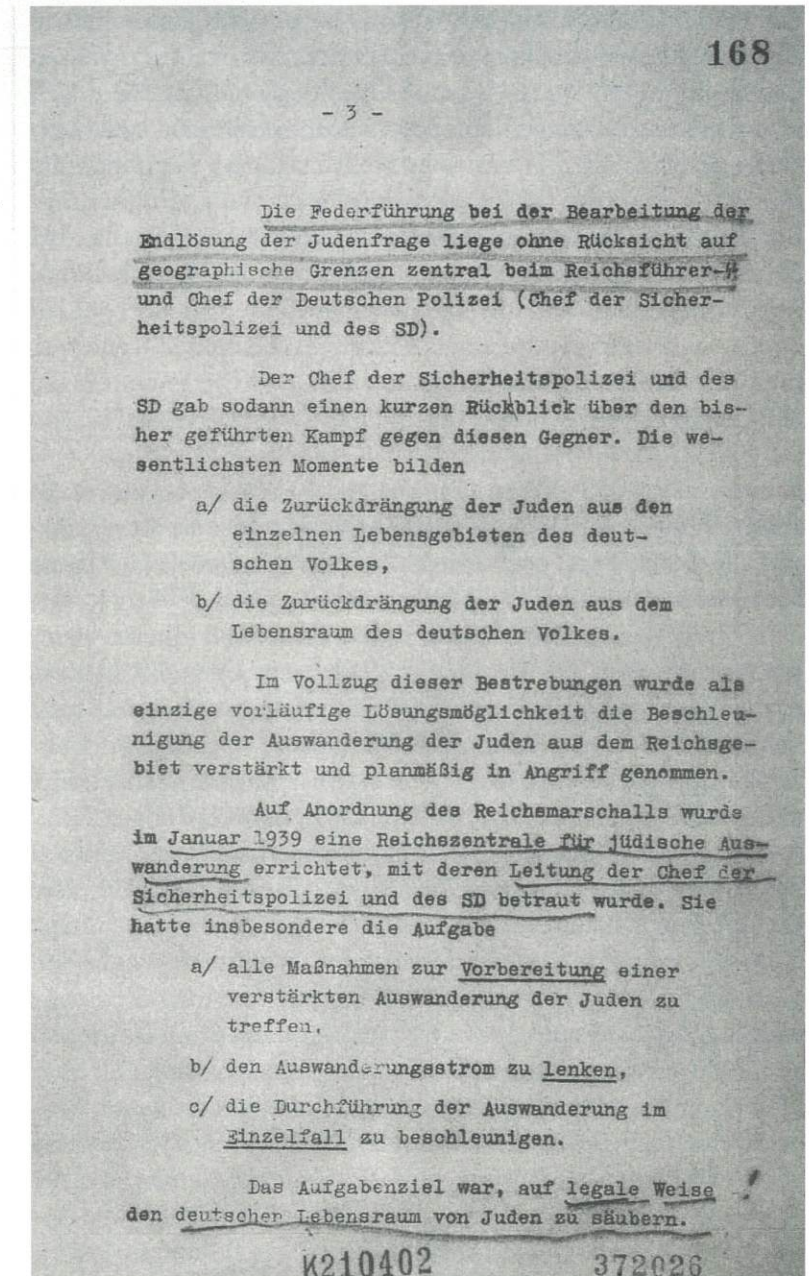 168
- 3 -
Die Federführung bei der Bearbeitung der
Endlösung der Judenfrage liege ohne Rücksicht auf
geographische Grenzen zentral beim Reichsführer-SS
und Chef der Deutschen Polizei (Chef der Sicher-
heitspolizei und des SD).
Der Chef der Sicherheitspolizei und des
SD gab sodann einen kurzen Rückblick über den bis-
her geführten Kampf gegen diesen Gegner. Die we-
sentlichsten Momente bilden
a/ die Zurückdrängung der Juden aus den
einzelnen Lebensgebieten des deut-
schen Volkes,
b/ die Zurückdrängung der Juden aus dem
Lebensraum des deutschen Volkes.
Im Vollzug dieser Bestrebungen wurde als
einzige vorläufige Lösungsmöglichkeit die Beschleu-
nigung der Auswanderung der Juden aus dem Reichsge-
biet verstärkt und planmäßig in Angriff genommen.
Auf Anordnung des Reichsmarschalls wurde
im Januar 1939 eine Reichszentrale für jüdische Aus-
wanderung errichtet, mit deren Leitung der Chef der
Sicherheitspolizei und des SD betraut wurde. Sie
hatte insbesondere die Aufgabe
a/ alle Maßnahmen zur Vorbereitung einer
verstärkten Auswanderung der Juden zu
treffen,
b/ den Auswanderungsstrom zu lenken,
c/ die Durchführung der Auswanderung im
Einzelfall zu beschleunigen.
Das Aufgabenziel war, auf legale Weise !
den deutschen Lebensraum von Juden zu säubern.
K210402 372026